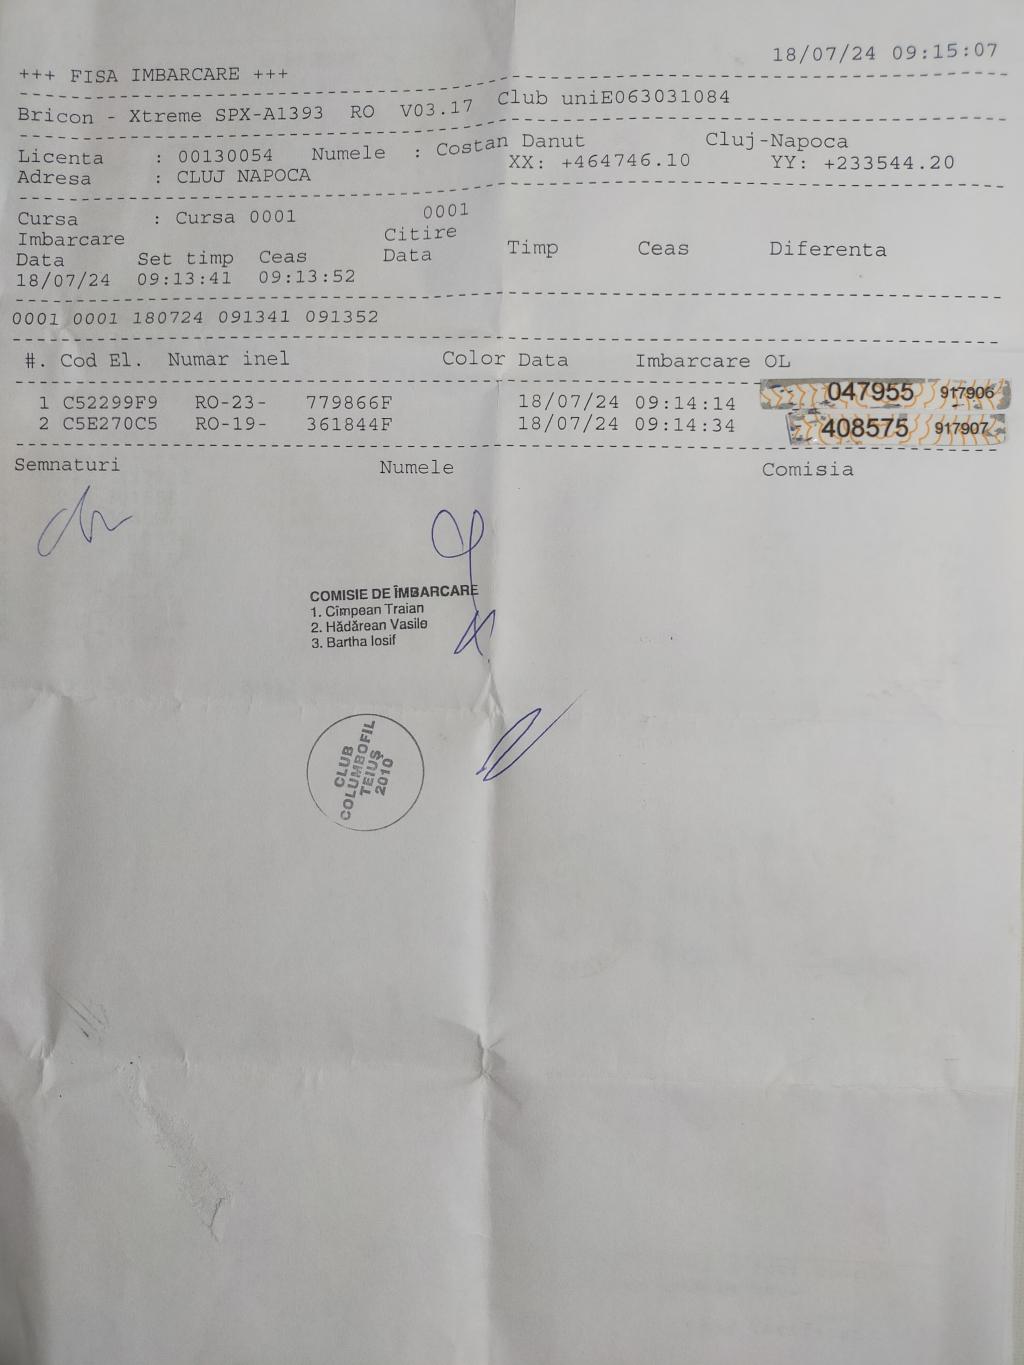 18/07/24 09:15:07
+++ FISA IMBARCARE +++
Bricon - Xtreme SPX-A1393 RO V03.17 Club uniE063031084
Licenta : 00130054 Numele : Costan Danut Cluj-Napoca
XX: +464746.10 YY: +233544.20
Adresa : CLUJ NAPOCA
Cursa : Cursa 0001 0001
Imbarcare Citire
Data Set timp Ceas Data Timp Ceas Diferenta
18/07/24 09:13:41 09:13:52
0001 0001 180724 091341 091352
#. Cod El. Numar inel Color Data Imbarcare OL
1 C52299F9 RO-23- 779866F 18/07/24 09:14:14 047955 917906
2 C5E270C5 RO-19- 361844F 18/07/24 09:14:34 408575 917907
Semnaturi Numele Comisia
COMISIE DE ÎMBARCARE
1. Cîmpean Traian
2. Hădărean Vasile
3. Bartha Iosif
CLUB
COLUMBOFIL
TEIUȘ
2010